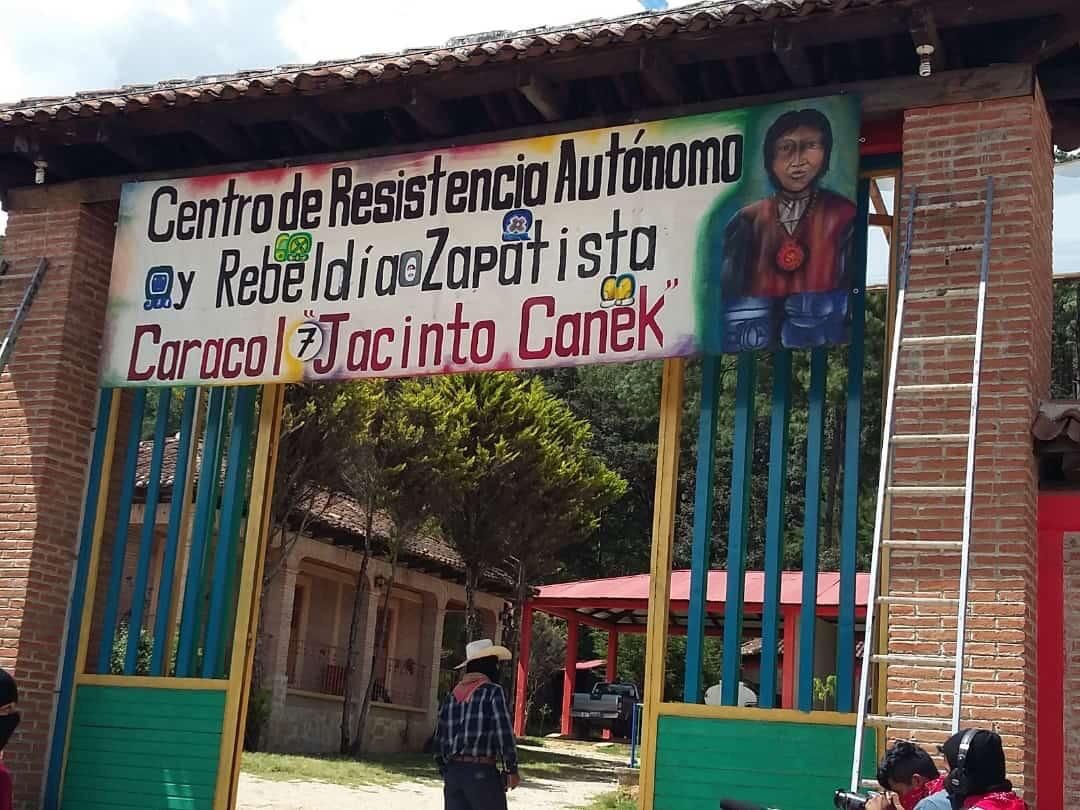 Centro de Resistencia Autónomo
y Rebeldía Zapatista
Caracol 7 "Jacinto Canek"